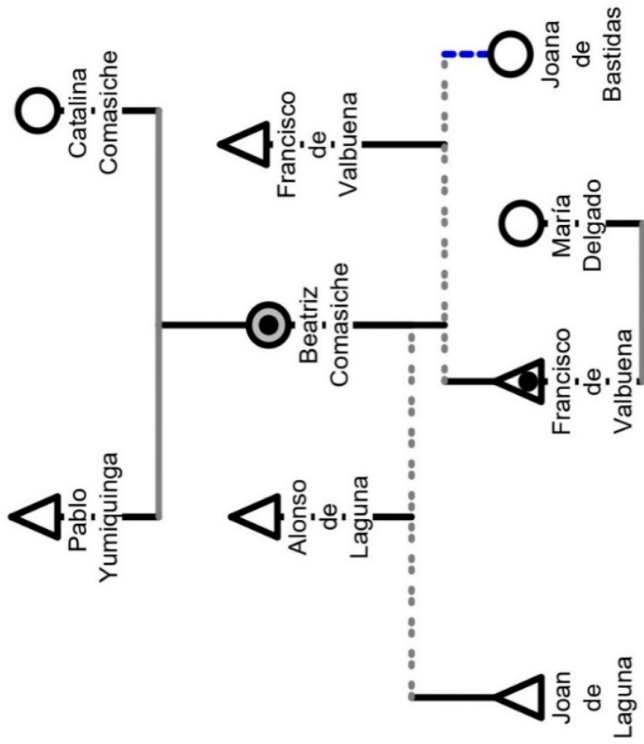 Catalina
Comasiche
Pablo
Yumiquinga
Francisco
de
Valbuena
Beatriz
Comasiche
Alonso
de
Laguna
Joana
de
Bastidas
María
Delgado
Francisco
de
Valbuena
Joan
de
Laguna